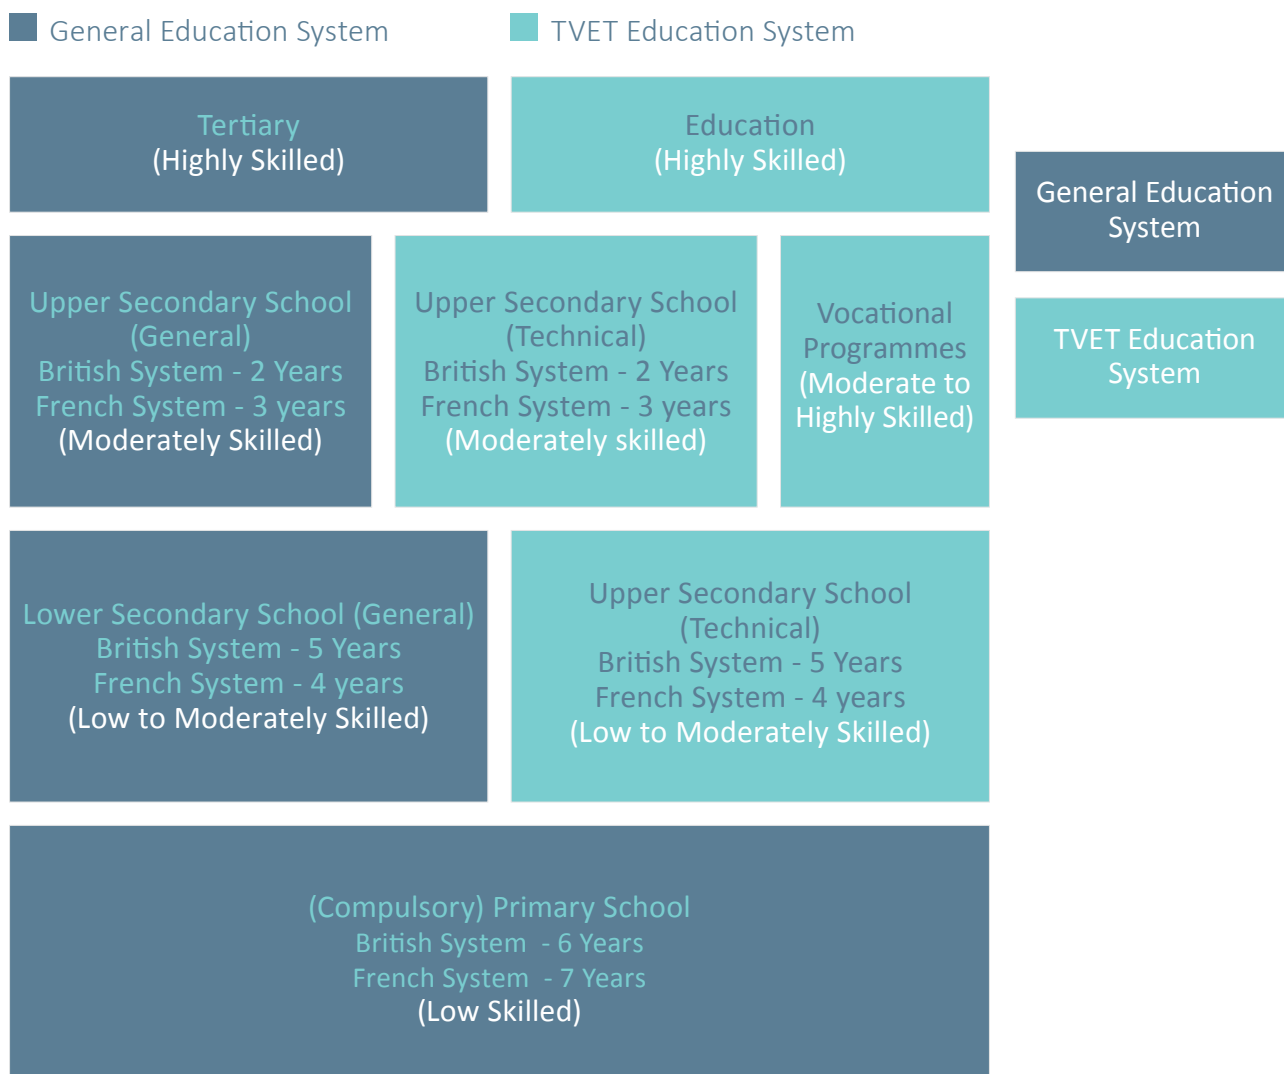 General Education System
TVET Education System
Tertiary
(Highly Skilled)
Education
(Highly Skilled)
General Education
System
TVET Education
System
Upper Secondary School
(General)
British System - 2 Years
French System - 3 years
(Moderately Skilled)
Upper Secondary School
(Technical)
British System - 2 Years
French System - 3 years
(Moderately skilled)
Vocational
Programmes
(Moderate to
Highly Skilled)
Lower Secondary School (General)
British System - 5 Years
French System - 4 years
(Low to Moderately Skilled)
Upper Secondary School
(Technical)
British System - 5 Years
French System - 4 years
(Low to Moderately Skilled)
(Compulsory) Primary School
British System - 6 Years
French System - 7 Years
(Low Skilled)